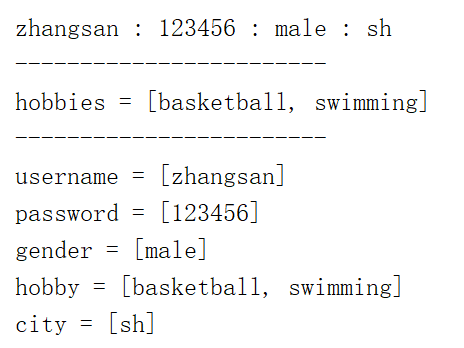 zhangsan : 123456 : male : sh
------------------------
hobbies = [basketball, swimming]
------------------------
username = [zhangsan]
password = [123456]
gender = [male]
hobby = [basketball, swimming]
city = [sh]